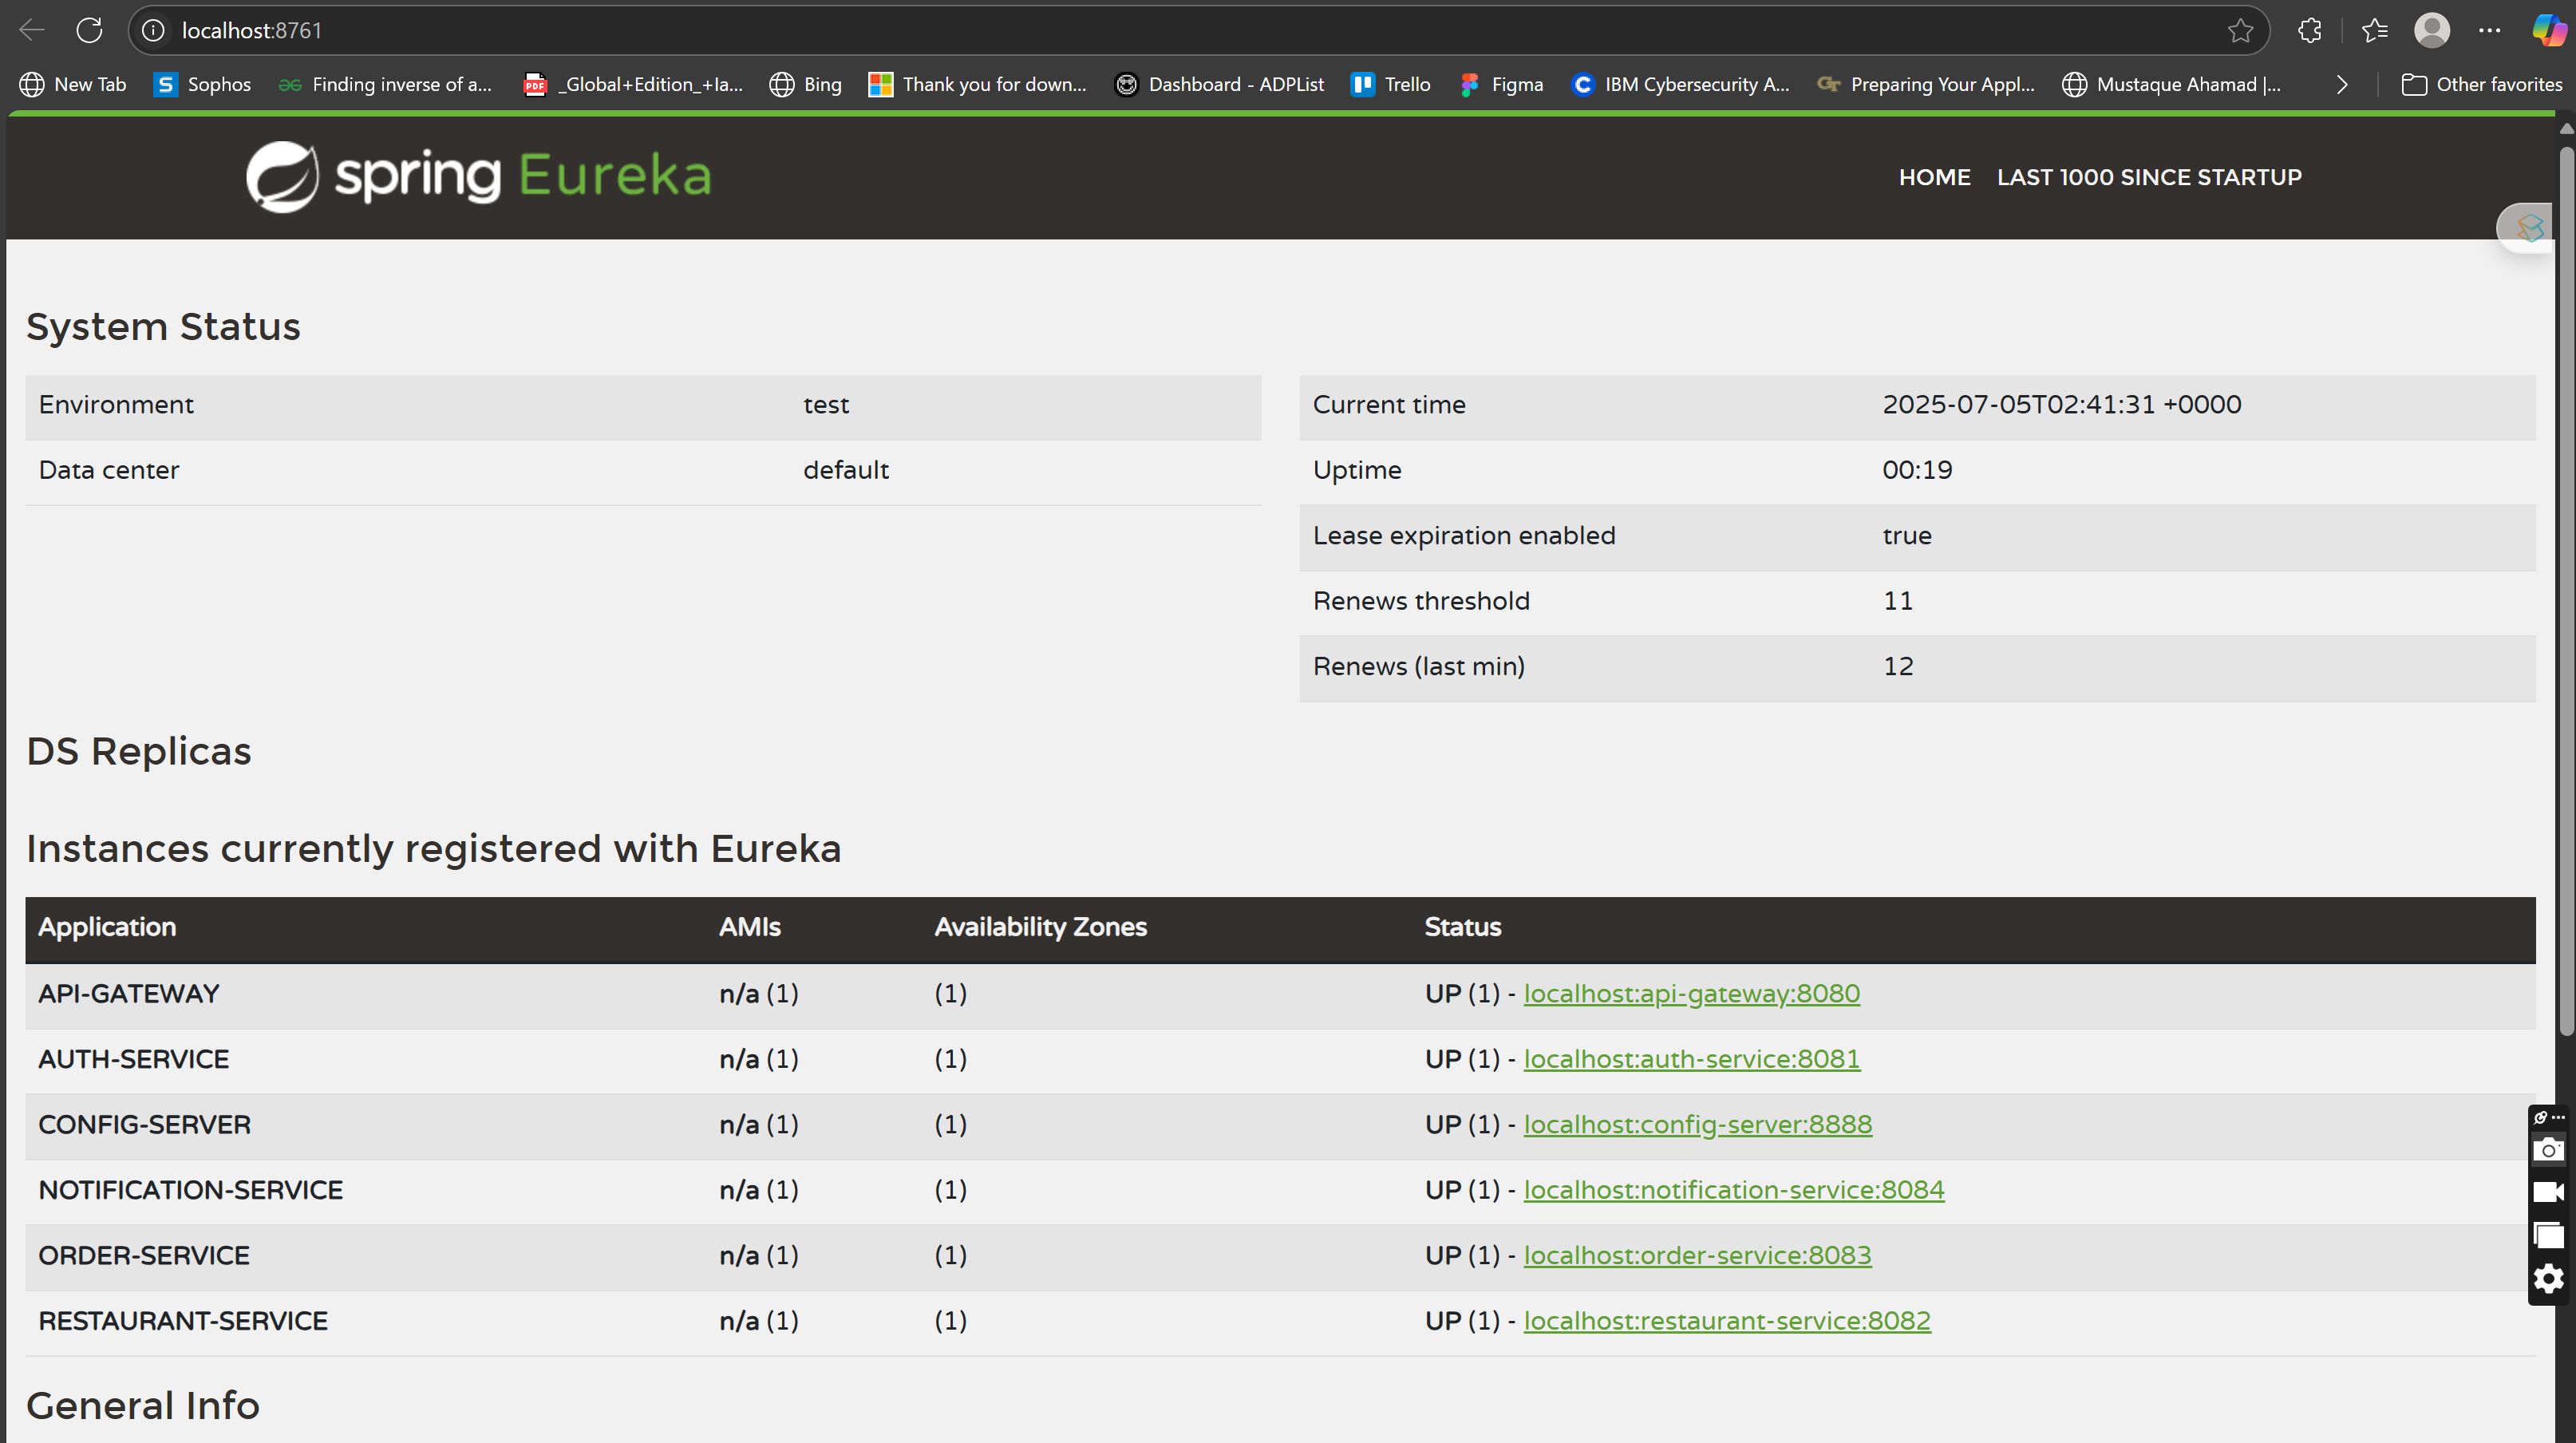 localhost:8761
New Tab Sophos Finding inverse of a... _Global+Edition_+la... Bing Thank you for down... Dashboard - ADPList Trello Figma IBM Cybersecurity A... Preparing Your Appl... Mustaque Ahamad |... Other favorites
spring Eureka HOME LAST 1000 SINCE STARTUP
System Status
Environment test
Data center default
Current time 2025-07-05T02:41:31 +0000
Uptime 00:19
Lease expiration enabled true
Renews threshold 11
Renews (last min) 12
DS Replicas
Instances currently registered with Eureka
Application AMIs Availability Zones Status
API-GATEWAY n/a (1) (1) UP (1) - localhost:api-gateway:8080
AUTH-SERVICE n/a (1) (1) UP (1) - localhost:auth-service:8081
CONFIG-SERVER n/a (1) (1) UP (1) - localhost:config-server:8888
NOTIFICATION-SERVICE n/a (1) (1) UP (1) - localhost:notification-service:8084
ORDER-SERVICE n/a (1) (1) UP (1) - localhost:order-service:8083
RESTAURANT-SERVICE n/a (1) (1) UP (1) - localhost:restaurant-service:8082
General Info